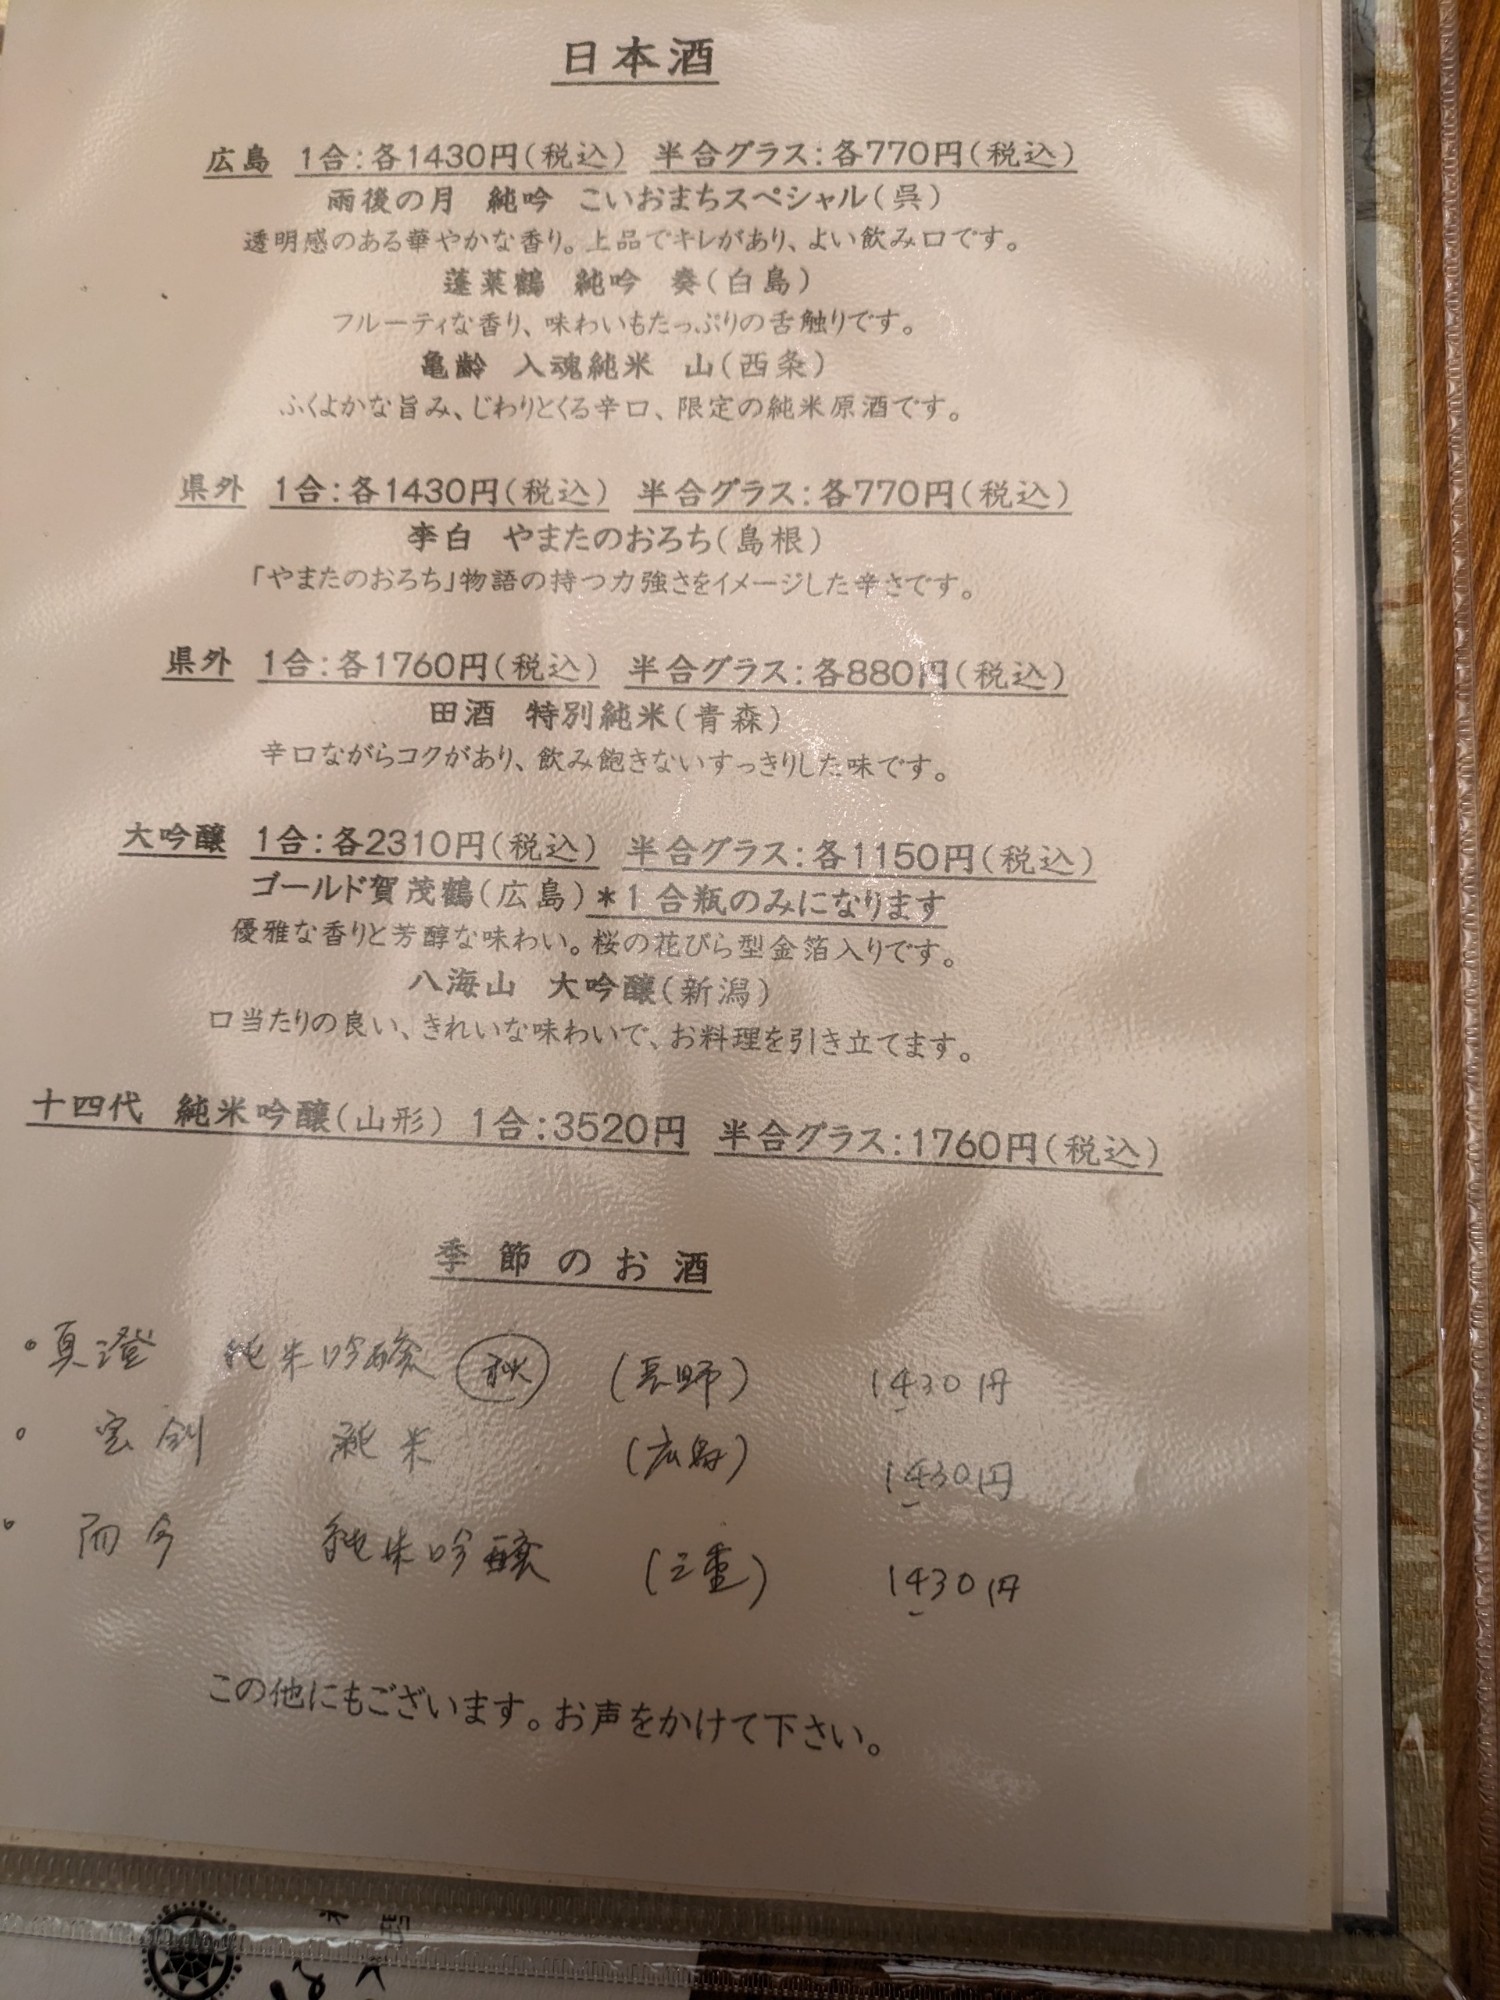 日本酒
広島 1合:各1430円(税込) 半合グラス:各770円(税込)
雨後の月 純吟 こいおまちスペシャル(呉)
透明感のある華やかな香り。上品でキレがあり、よい飲み口です。
蓬莱鶴 純吟 奏(白島)
フルーティな香り、味わいもたっぷりの舌触りです。
亀齢 入魂純米 山(西条)
ふくよかな旨み、じわりとくる辛口、限定の純米原酒です。
県外 1合:各1430円(税込) 半合グラス:各770円(税込)
李白 やまたのおろち(島根)
「やまたのおろち」物語の持つ力強さをイメージした辛さです。
県外 1合:各1760円(税込) 半合グラス:各880円(税込)
田酒 特別純米(青森)
辛口ながらコクがあり、飲み飽きないすっきりした味です。
大吟醸 1合:各2310円(税込) 半合グラス:各1150円(税込)
ゴールド賀茂鶴(広島)*1合瓶のみになります
優雅な香りと芳醇な味わい。桜の花びら型金箔入りです。
八海山 大吟醸(新潟)
口当たりの良い、きれいな味わいで、お料理を引き立てます。
十四代 純米吟醸(山形) 1合:3520円 半合グラス:1760円(税込)
季節のお酒
・真澄 純米吟醸 秋 (長野) 1430円
・宝剣 純米 (広島) 1430円
・而今 純米吟醸 (三重) 1430円
この他にもございます。お声をかけて下さい。